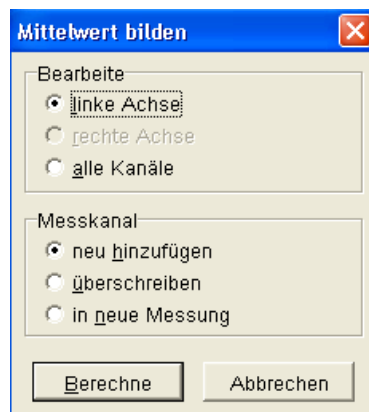 Mittelwert bilden
Bearbeite
linke Achse
rechte Achse
alle Kanäle
Messkanal
neu hinzufügen
überschreiben
in neue Messung
Berechne
Abbrechen